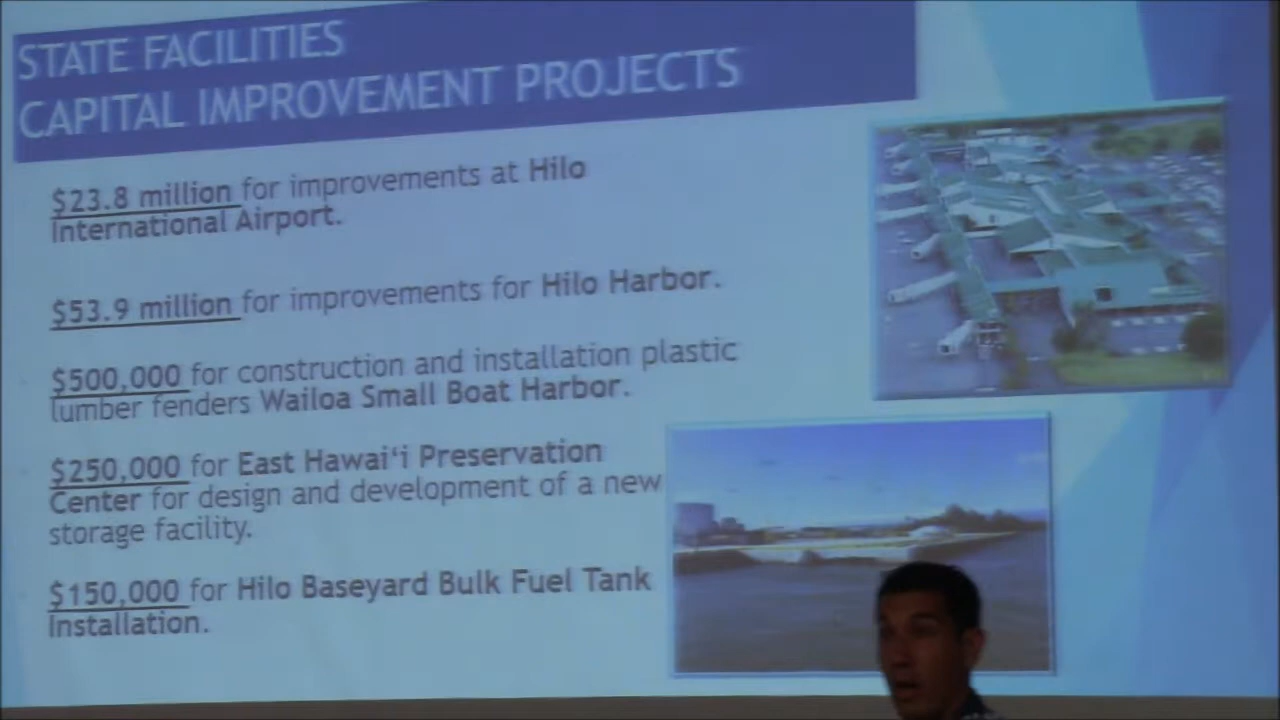 STATE FACILITIES
CAPITAL IMPROVEMENT PROJECTS
$23.8 million for improvements at Hilo
International Airport.
$53.9 million for improvements for Hilo Harbor.
$500,000 for construction and installation plastic
lumber fenders Wailoa Small Boat Harbor.
$250,000 for East Hawai‘i Preservation
Center for design and development of a new
storage facility.
$150,000 for Hilo Baseyard Bulk Fuel Tank
Installation.